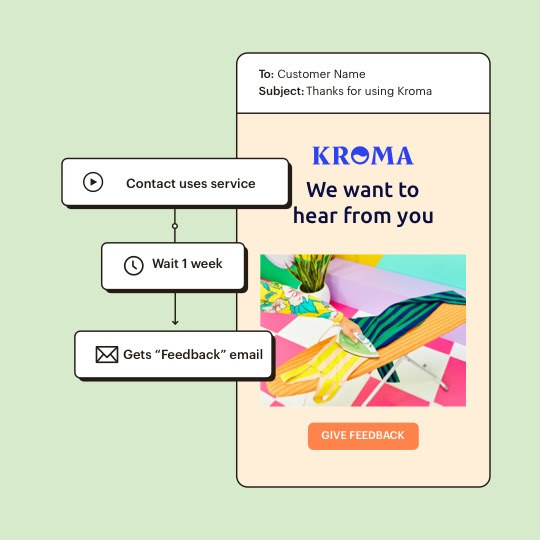 To: Customer Name
Subject: Thanks for using Kroma
KROMA
We want to
hear from you
Contact uses service
Wait 1 week
Gets “Feedback” email
GIVE FEEDBACK